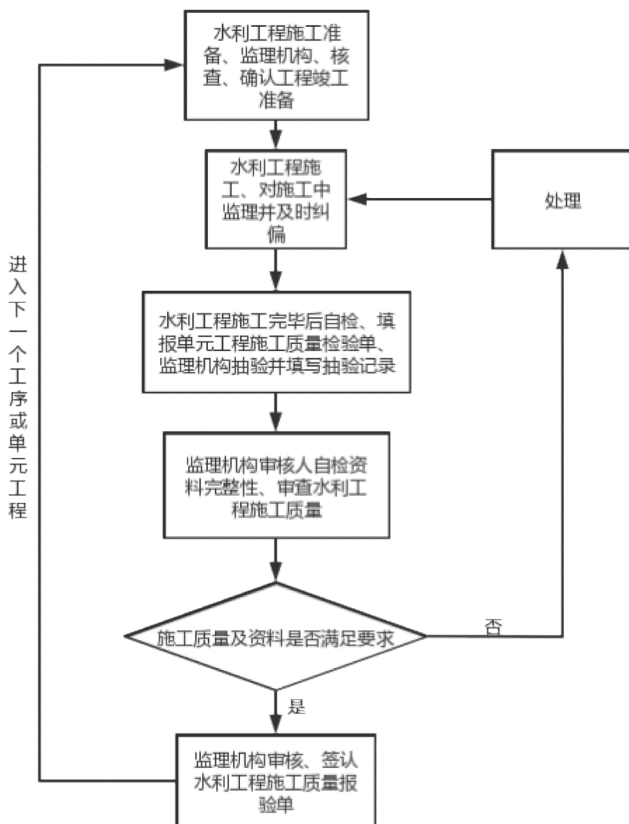 水利工程施工准
备、监理机构、核
查、确认工程竣工
准备
水利工程施
工、对施工中
监理并及时纠
偏
处理
进入下一个工序或单元工程
水利工程施工完毕后自检、填
报单元工程施工质量检验单、
监理机构抽验并填写抽验记录
监理机构审核人自检资
料完整性、审查水利工
程施工质量
施工质量及资料是否满足要求
否
是
监理机构审核、签认
水利工程施工质量报
验单